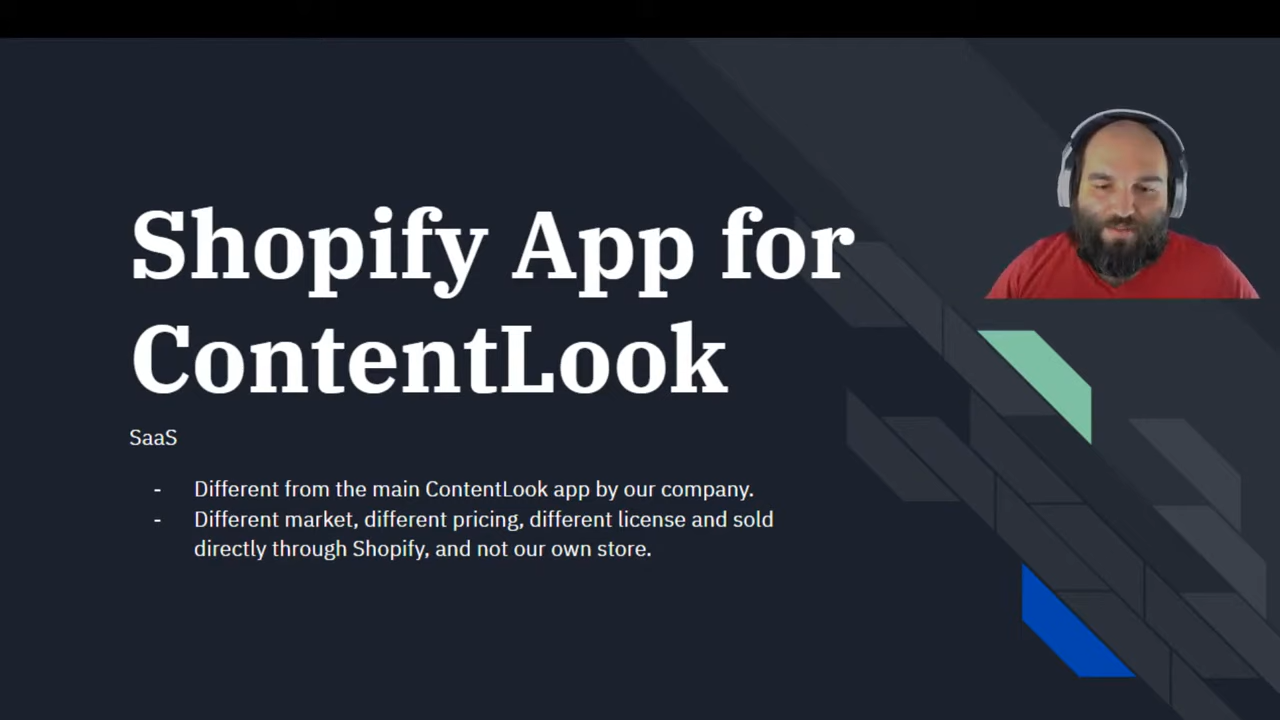 Shopify App for
ContentLook
SaaS
- Different from the main ContentLook app by our company.
- Different market, different pricing, different license and sold
directly through Shopify, and not our own store.